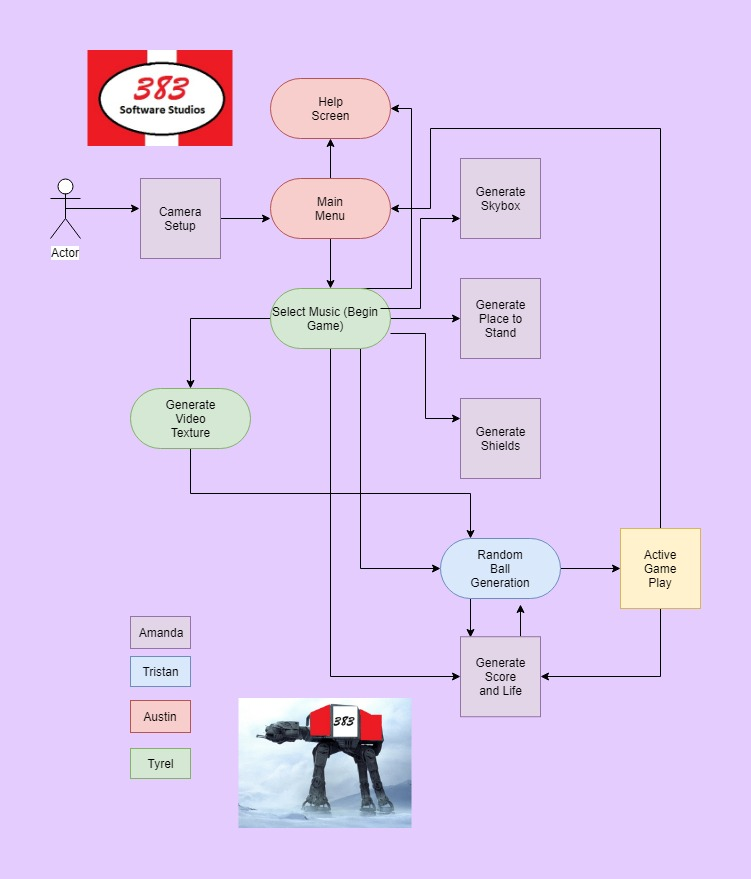 383
Software Studios
Help
Screen
Main
Menu
Generate
Skybox
Camera
Setup
Actor
Select Music (Begin
Game)
Generate
Place to
Stand
Generate
Video
Texture
Generate
Shields
Random
Ball
Generation
Active
Game
Play
Generate
Score
and Life
Amanda
Tristan
Austin
Tyrel
383